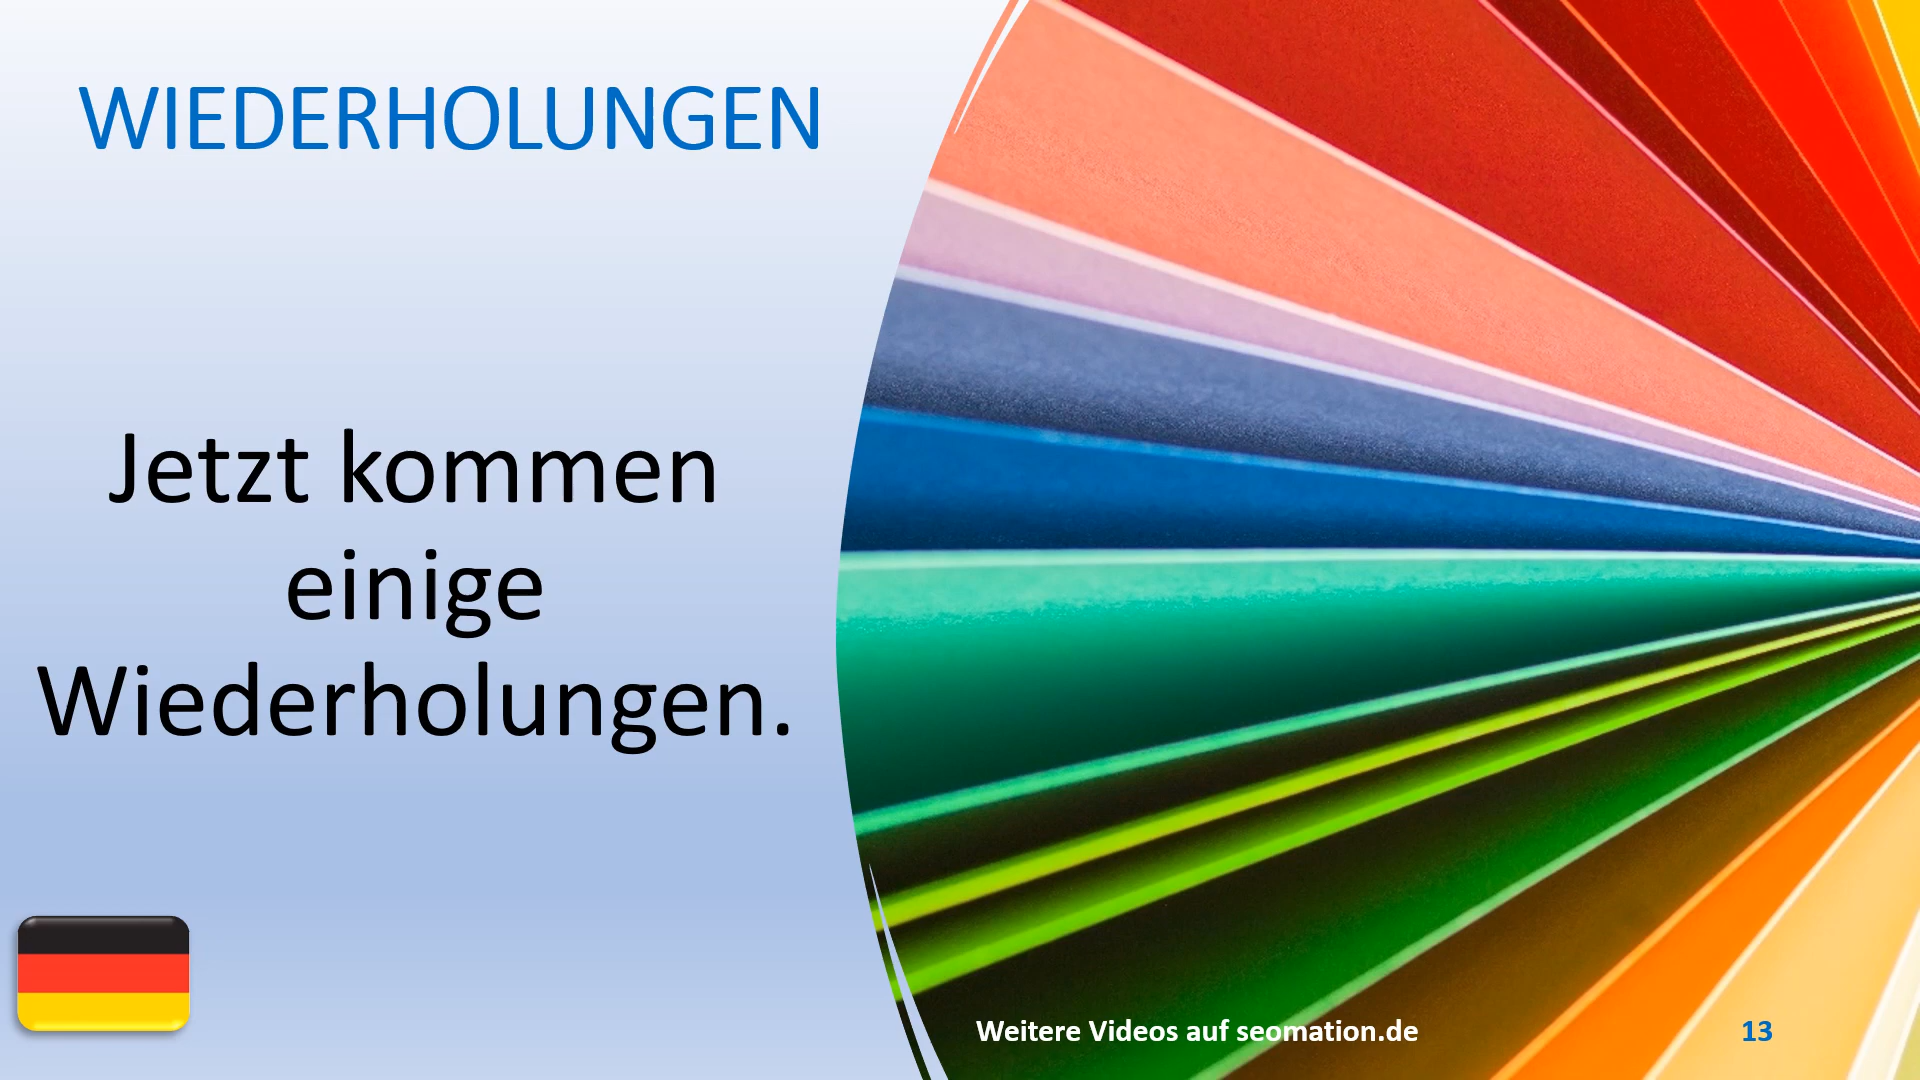 WIEDERHOLUNGEN
Jetzt kommen
einige
Wiederholungen.
Weitere Videos auf seomation.de
13